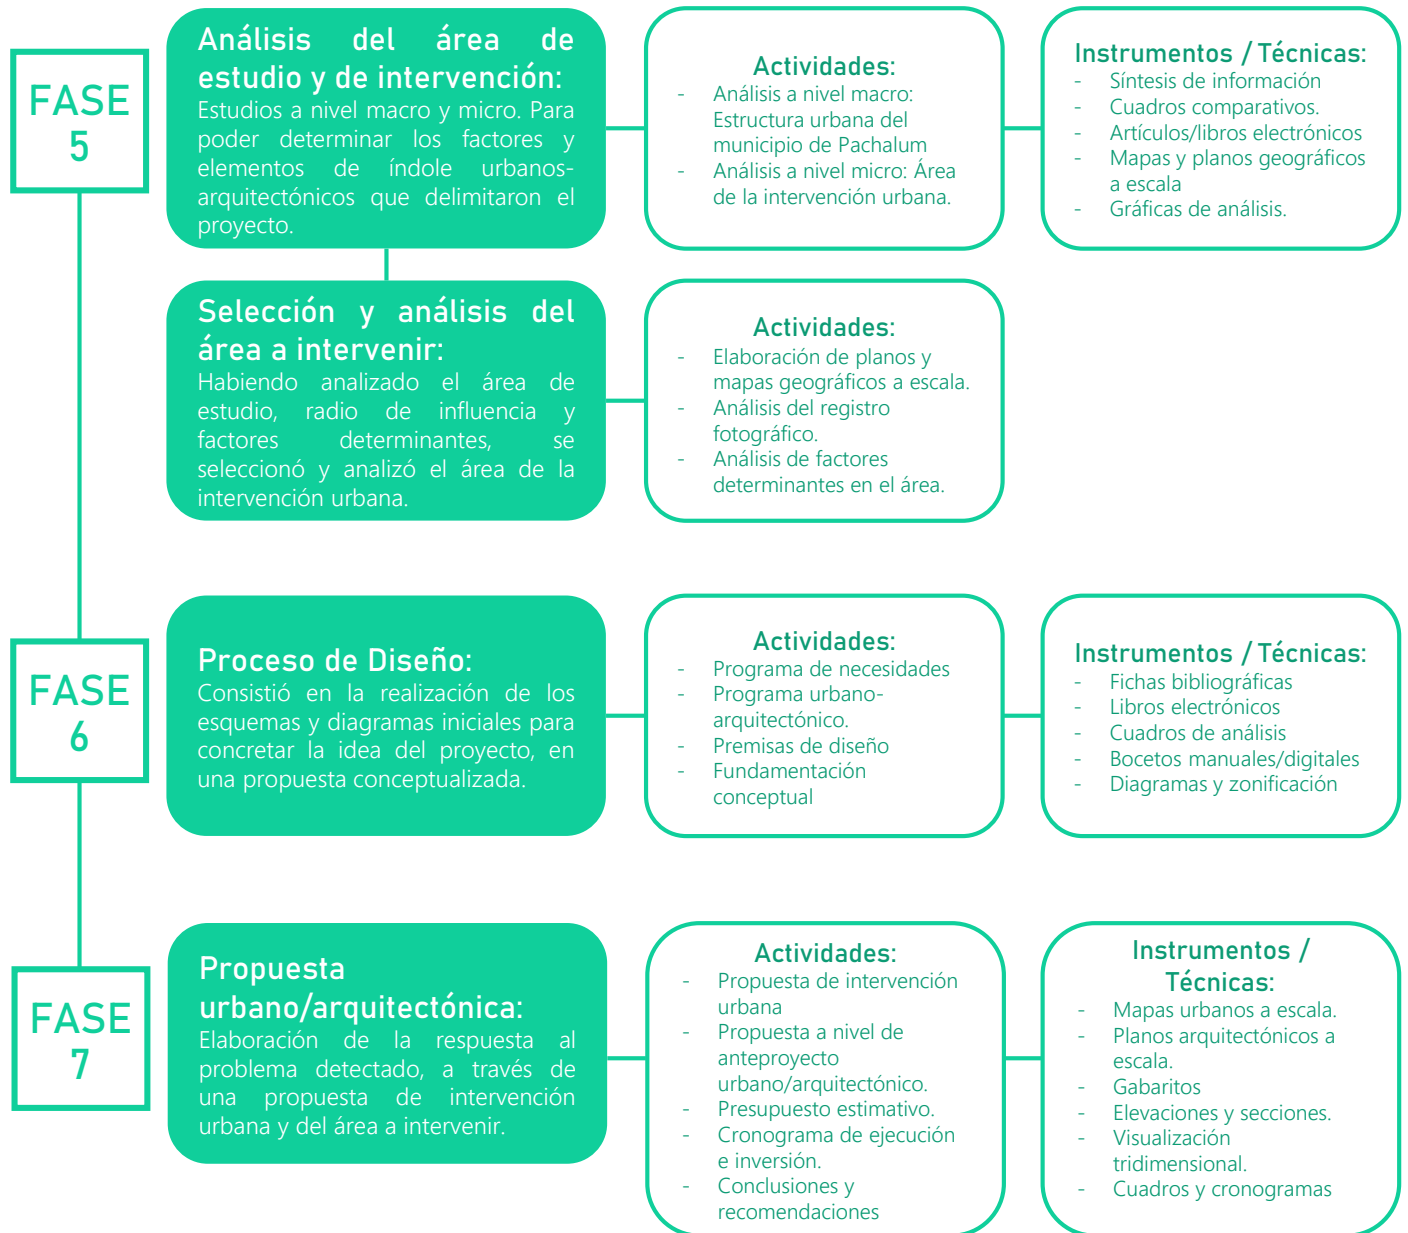 FASE
5
Análisis del área de
estudio y de intervención:
Estudios a nivel macro y micro. Para
poder determinar los factores y
elementos de índole urbanos-
arquitectónicos que delimitaron el
proyecto.
Actividades:
- Análisis a nivel macro:
Estructura urbana del
municipio de Pachalum
- Análisis a nivel micro: Área
de la intervención urbana.
Instrumentos / Técnicas:
- Síntesis de información
- Cuadros comparativos.
- Artículos/libros electrónicos
- Mapas y planos geográficos
a escala
- Gráficas de análisis.
Selección y análisis del
área a intervenir:
Habiendo analizado el área de
estudio, radio de influencia y
factores determinantes, se
seleccionó y analizó el área de la
intervención urbana.
Actividades:
- Elaboración de planos y
mapas geográficos a escala.
- Análisis del registro
fotográfico.
- Análisis de factores
determinantes en el área.
FASE
6
Proceso de Diseño:
Consistió en la realización de los
esquemas y diagramas iniciales para
concretar la idea del proyecto, en
una propuesta conceptualizada.
Actividades:
- Programa de necesidades
- Programa urbano-
arquitectónico.
- Premisas de diseño
- Fundamentación
conceptual
Instrumentos / Técnicas:
- Fichas bibliográficas
- Libros electrónicos
- Cuadros de análisis
- Bocetos manuales/digitales
- Diagramas y zonificación
FASE
7
Propuesta
urbano/arquitectónica:
Elaboración de la respuesta al
problema detectado, a través de
una propuesta de intervención
urbana y del área a intervenir.
Actividades:
- Propuesta de intervención
urbana
- Propuesta a nivel de
anteproyecto
urbano/arquitectónico.
- Presupuesto estimativo.
- Cronograma de ejecución
e inversión.
- Conclusiones y
recomendaciones
Instrumentos /
Técnicas:
- Mapas urbanos a escala.
- Planos arquitectónicos a
escala.
- Gabaritos
- Elevaciones y secciones.
- Visualización
tridimensional.
- Cuadros y cronogramas